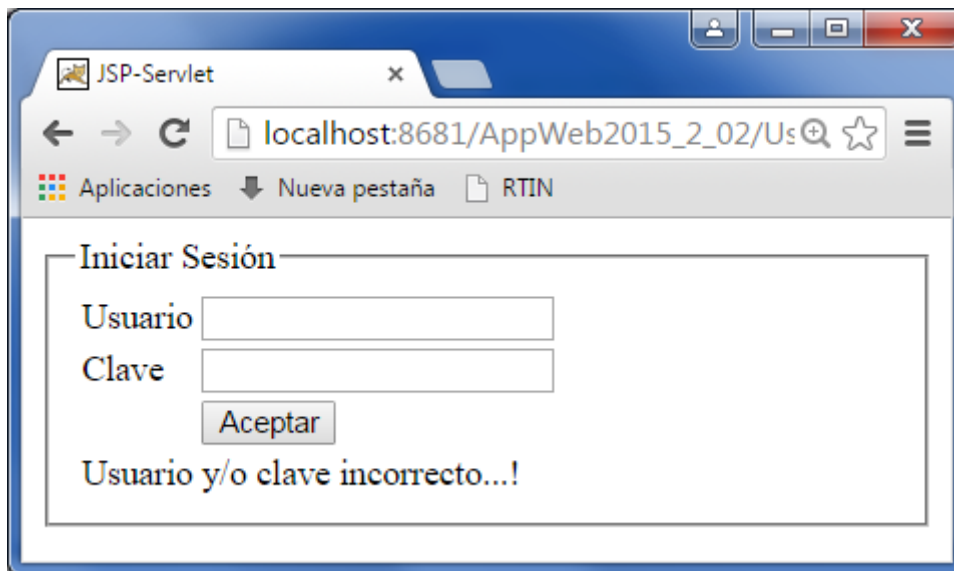 JSP-Servlet
localhost:8681/AppWeb2015_2_02/Us
Aplicaciones Nueva pestaña RTIN
Iniciar Sesión
Usuario
Clave
Aceptar
Usuario y/o clave incorrecto...!